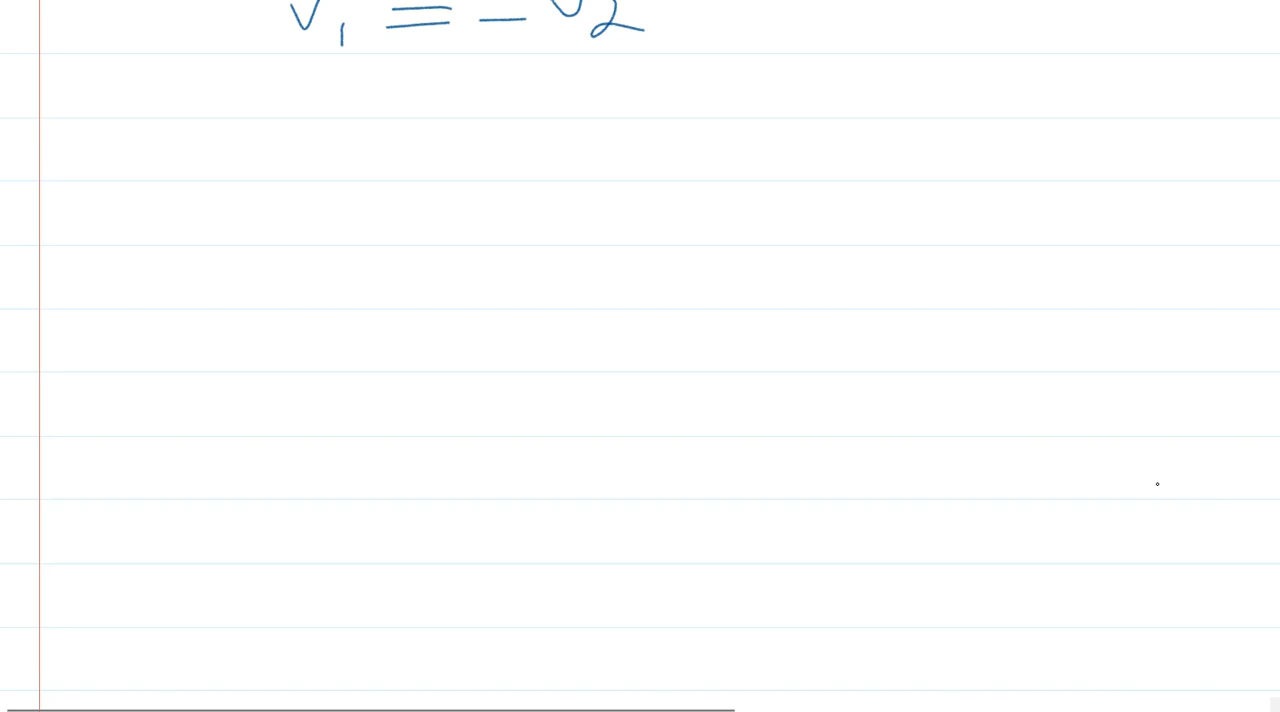 v₁ = - v₂